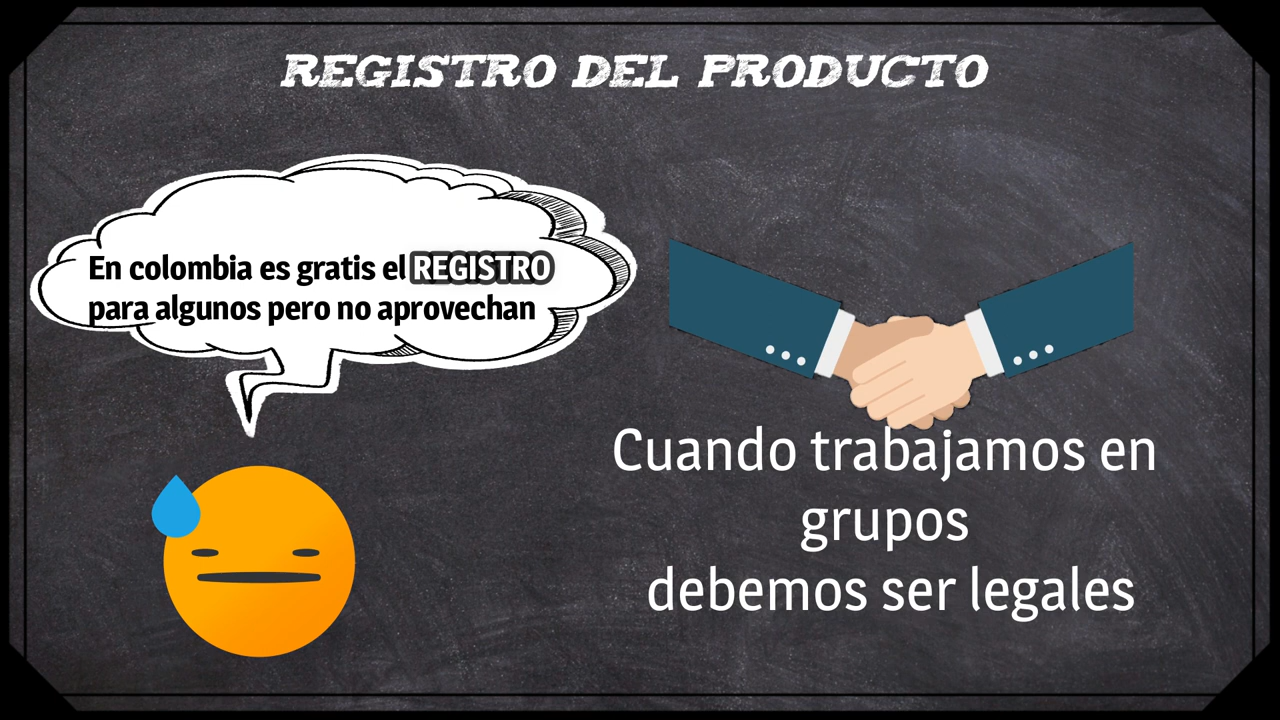 REGISTRO DEL PRODUCTO
En colombia es gratis el REGISTRO
para algunos pero no aprovechan
Cuando trabajamos en
grupos
debemos ser legales